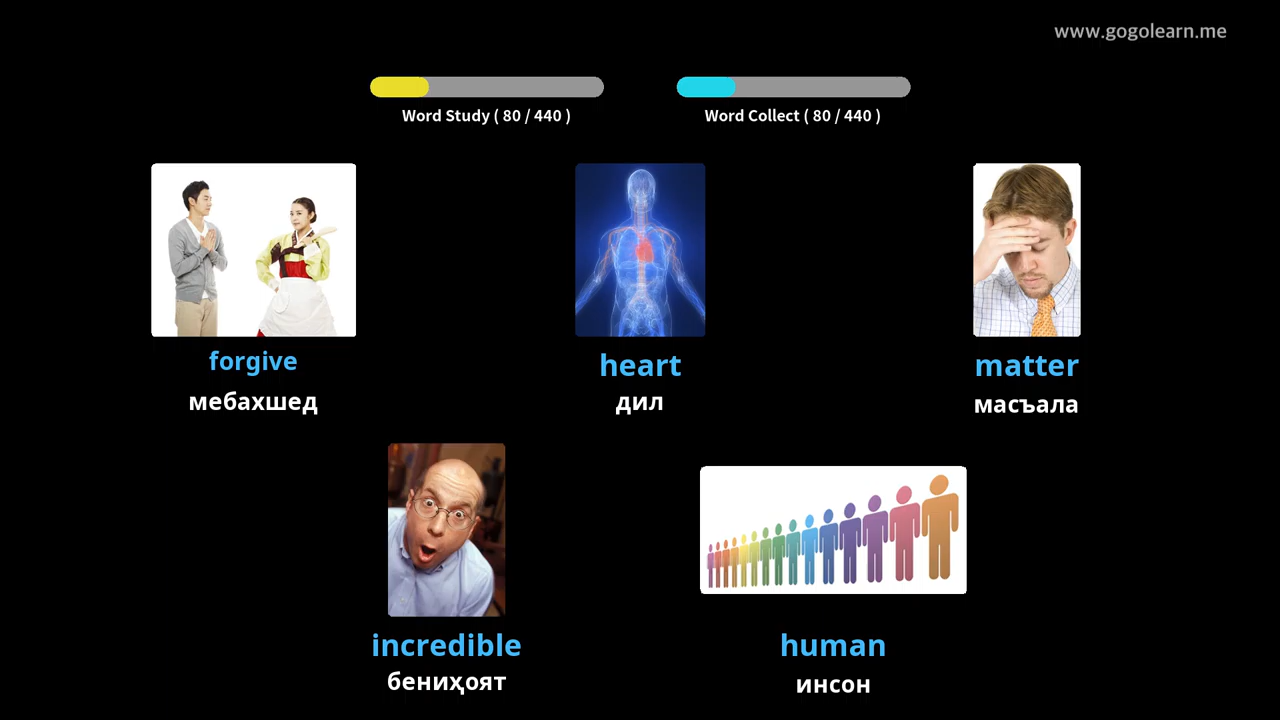 www.gogolearn.me
Word Study ( 80 / 440 )
Word Collect ( 80 / 440 )
forgive
мебахшед
heart
дил
matter
масъала
incredible
бениҳоят
human
инсон